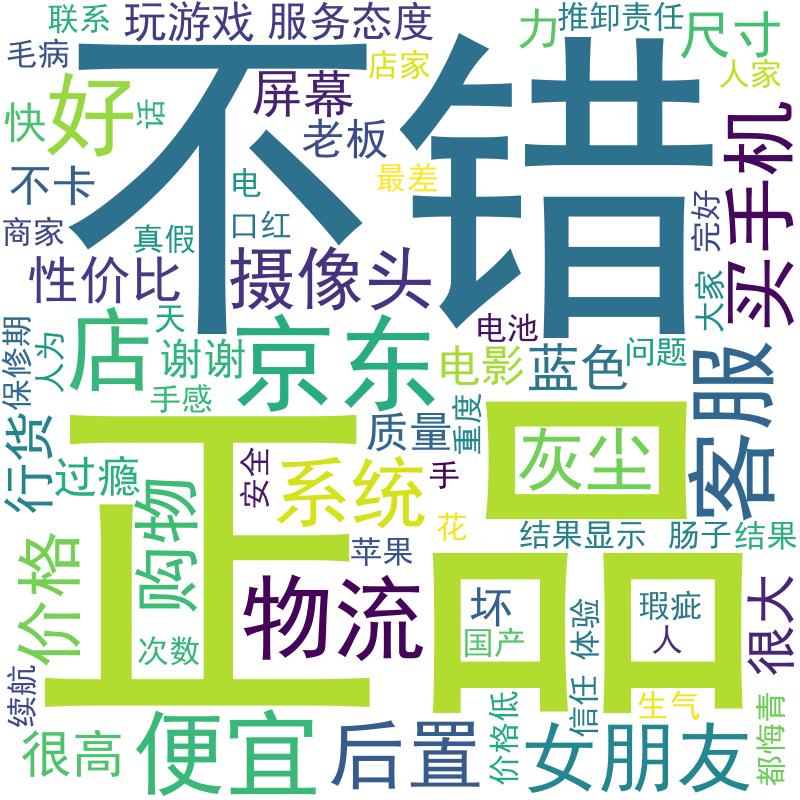 联系
玩游戏
服务态度
力
推卸责任
尺寸
毛病
不错
店家
人家
好
屏幕
快
话
老板
买手机
不卡
电
最差
商家
真假
口红
完好
性价比
摄像头
大家
保修期
人为
店
天
谢谢
京东
电池
电影
蓝色
问题
客服
手感
正品
质量
重度
灰尘
行货
过瘾
安全
系统
手
购物
花
结果显示
肠子
结果
价格
苹果
物流
坏
瑕疵
很大
次数
国产
体验
人
续航
信任
生气
很高
便宜
后置
价格低
女朋友
都悔青